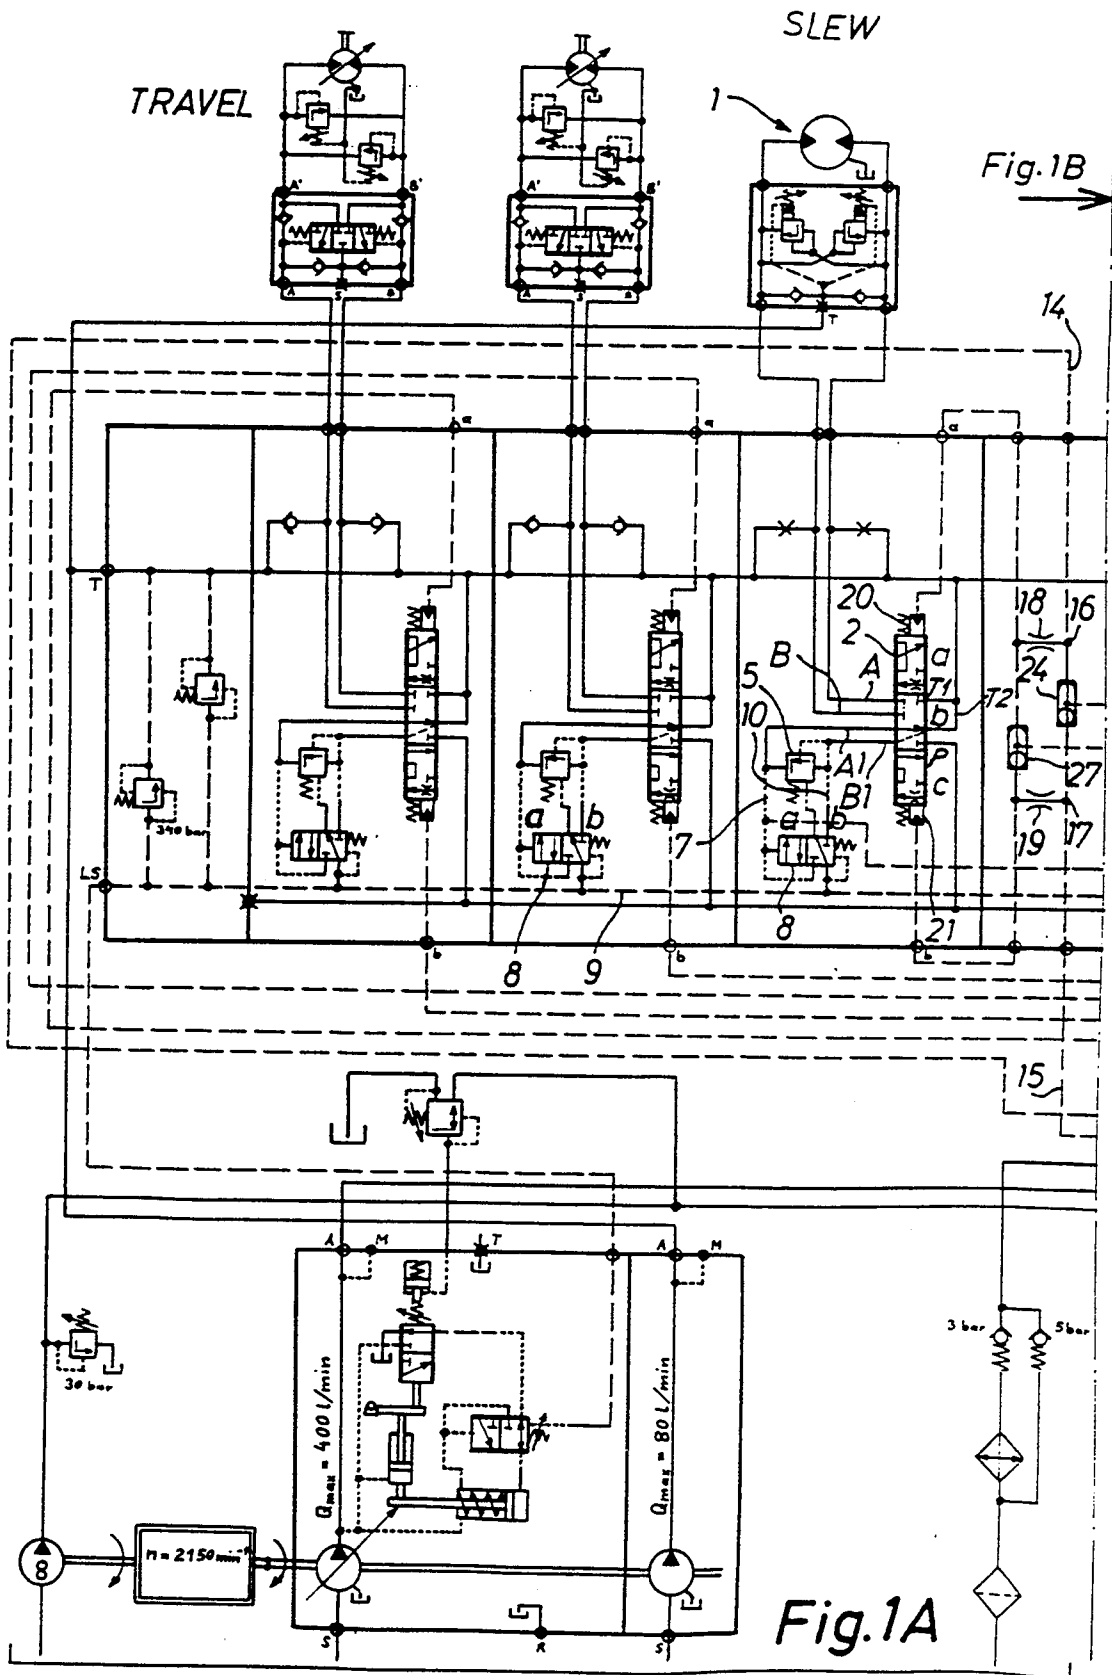 SLEW
TRAVEL
1
Fig.1B
A' B'
A' B'
A S B
A S B
T
14
a
a
a
T
20
2
a
18
16
B A
T1
24
5
b
T2
10
A1
P
27
B1
c
340 bar
a b
7
a b
19
17
LS
8
9
8
21
b
b
b
15
A M T A M
3 bar
5 bar
30 bar
Qmax = 400 l/min
Qmax = 80 l/min
n = 2150 min⁻¹
8
S R S
Fig.1A